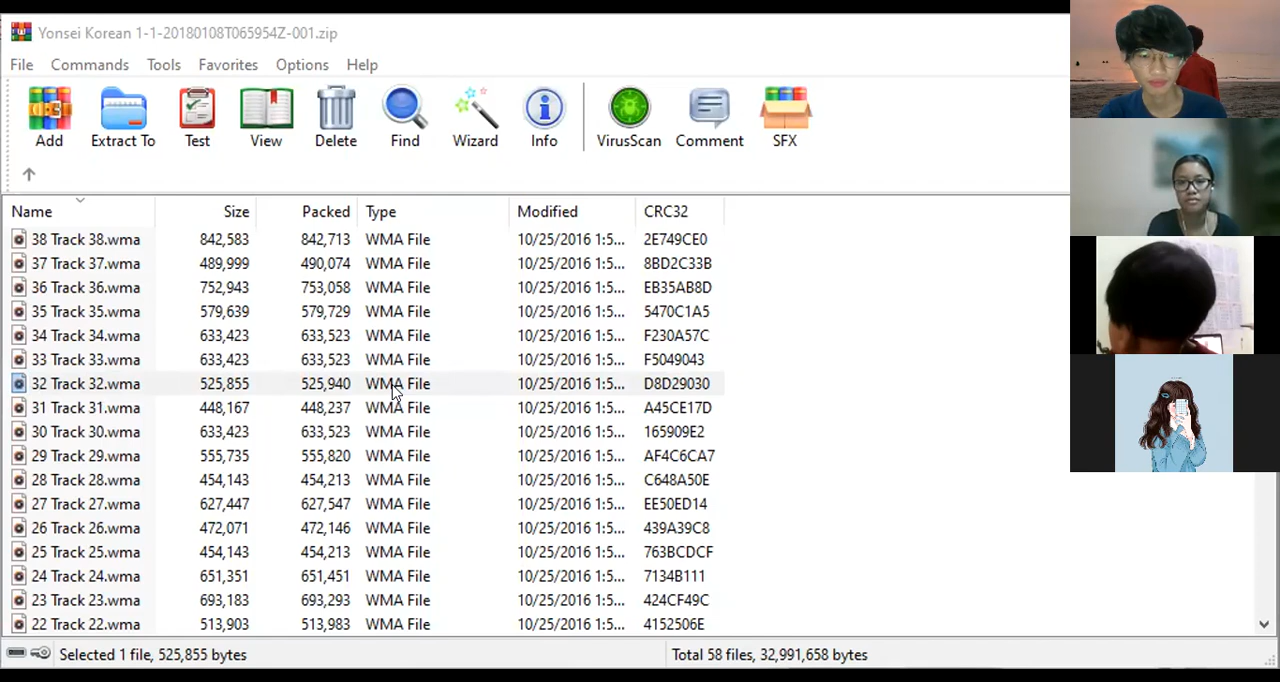 Yonsei Korean 1-1-20180108T065954Z-001.zip
File Commands Tools Favorites Options Help
Add Extract To Test View Delete Find Wizard Info VirusScan Comment SFX
Name Size Packed Type Modified CRC32
38 Track 38.wma 842,583 842,713 WMA File 10/25/2016 1:5... 2E749CE0
37 Track 37.wma 489,999 490,074 WMA File 10/25/2016 1:5... 8BD2C33B
36 Track 36.wma 752,943 753,058 WMA File 10/25/2016 1:5... EB35AB8D
35 Track 35.wma 579,639 579,729 WMA File 10/25/2016 1:5... 5470C1A5
34 Track 34.wma 633,423 633,523 WMA File 10/25/2016 1:5... F230A57C
33 Track 33.wma 633,423 633,523 WMA File 10/25/2016 1:5... F5049043
32 Track 32.wma 525,855 525,940 WMA File 10/25/2016 1:5... D8D29030
31 Track 31.wma 448,167 448,237 WMA File 10/25/2016 1:5... A45CE17D
30 Track 30.wma 633,423 633,523 WMA File 10/25/2016 1:5... 165909E2
29 Track 29.wma 555,735 555,820 WMA File 10/25/2016 1:5... AF4C6CA7
28 Track 28.wma 454,143 454,213 WMA File 10/25/2016 1:5... C648A50E
27 Track 27.wma 627,447 627,547 WMA File 10/25/2016 1:5... EE50ED14
26 Track 26.wma 472,071 472,146 WMA File 10/25/2016 1:5... 439A39C8
25 Track 25.wma 454,143 454,213 WMA File 10/25/2016 1:5... 763BCDCF
24 Track 24.wma 651,351 651,451 WMA File 10/25/2016 1:5... 7134B111
23 Track 23.wma 693,183 693,293 WMA File 10/25/2016 1:5... 424CF49C
22 Track 22.wma 513,903 513,983 WMA File 10/25/2016 1:5... 4152506E
Selected 1 file, 525,855 bytes Total 58 files, 32,991,658 bytes